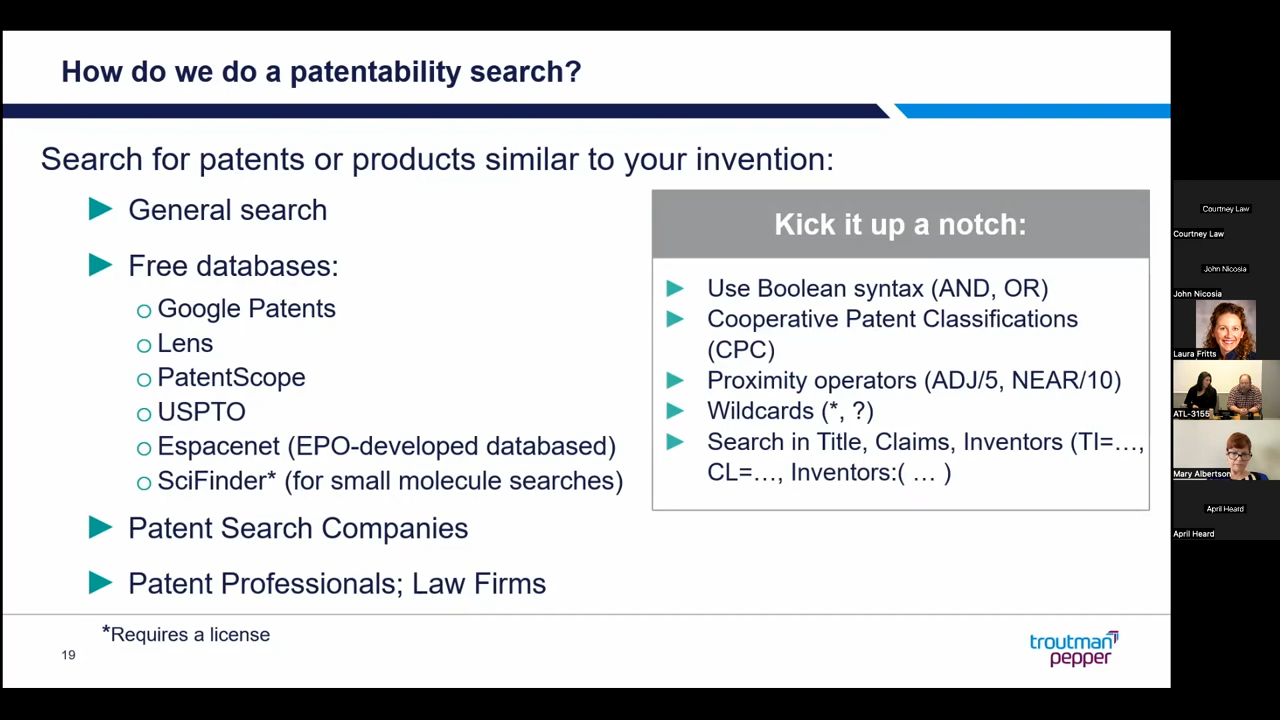 How do we do a patentability search?
Search for patents or products similar to your invention:
General search
Free databases:
Google Patents
Lens
PatentScope
USPTO
Espacenet (EPO-developed databased)
SciFinder* (for small molecule searches)
Patent Search Companies
Patent Professionals; Law Firms
Kick it up a notch:
Use Boolean syntax (AND, OR)
Cooperative Patent Classifications
(CPC)
Proximity operators (ADJ/5, NEAR/10)
Wildcards (*, ?)
Search in Title, Claims, Inventors (TI=…,
CL=…, Inventors:( … )
*Requires a license
19
troutman
pepper
Courtney Law
Courtney Law
John Nicosia
John Nicosia
Laura Fritts
ATL-3155
Mary Albertson
April Heard
April Heard